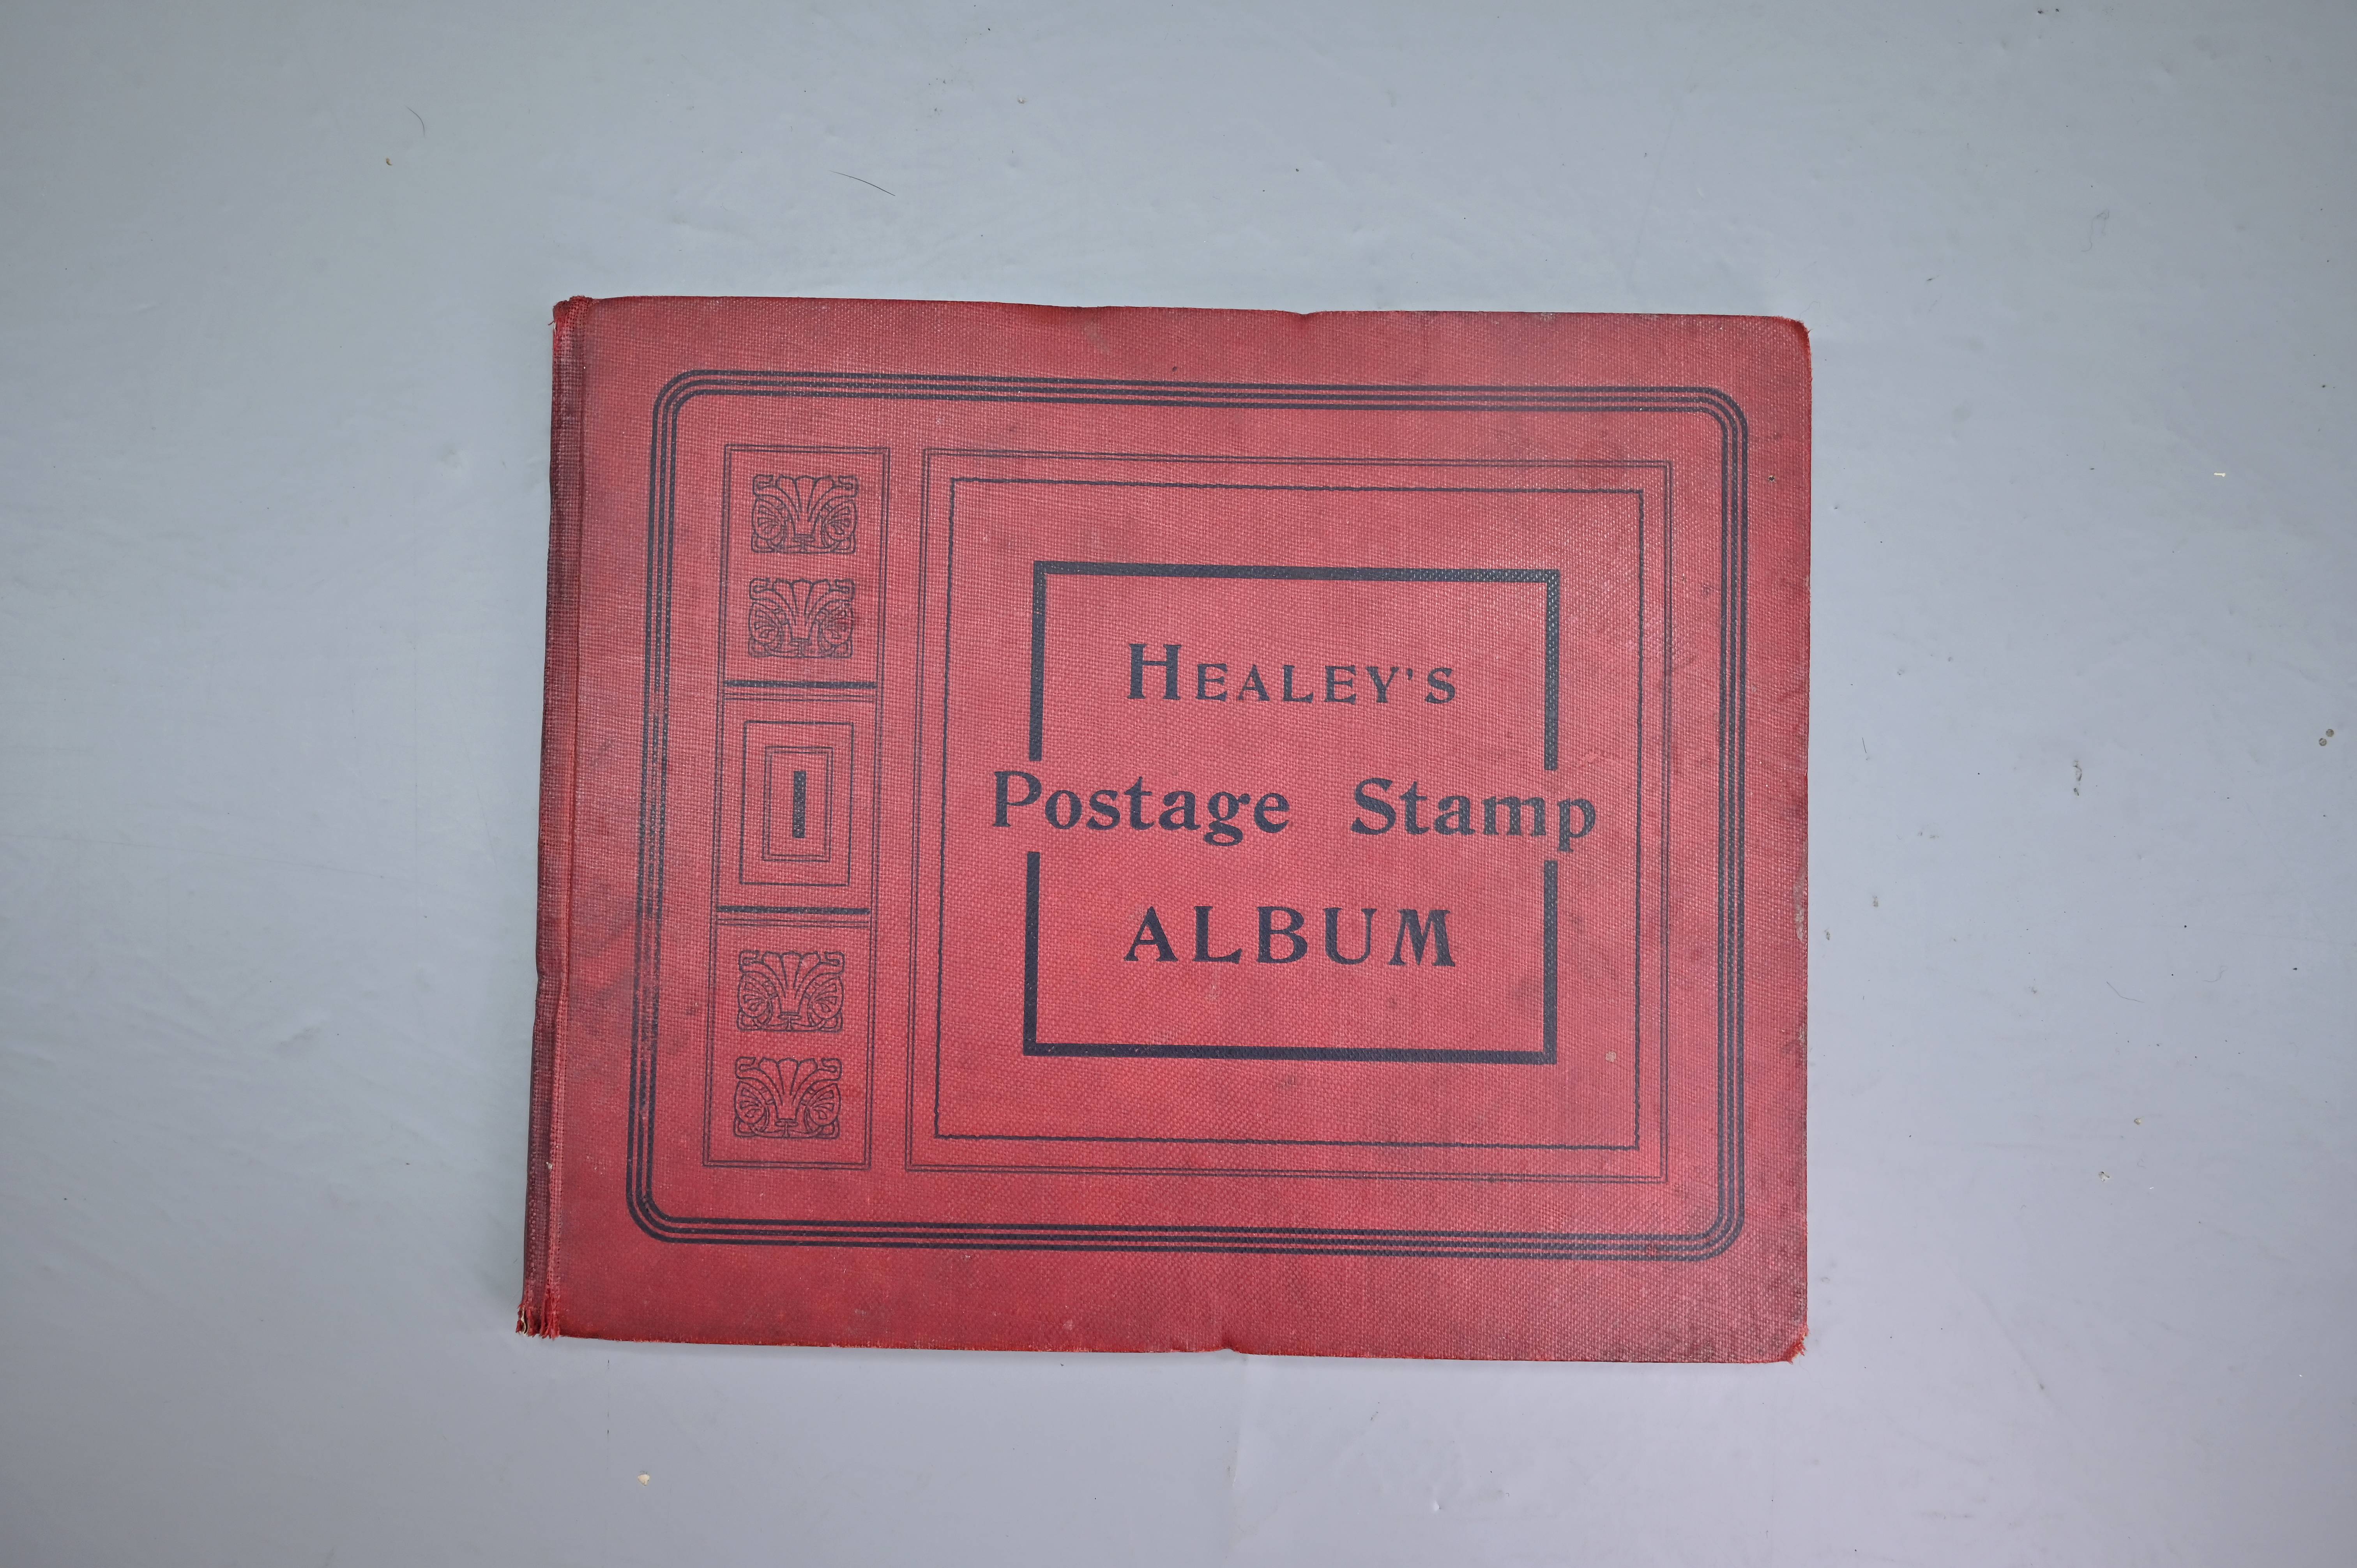 I
HEALEY'S
Postage Stamp
ALBUM